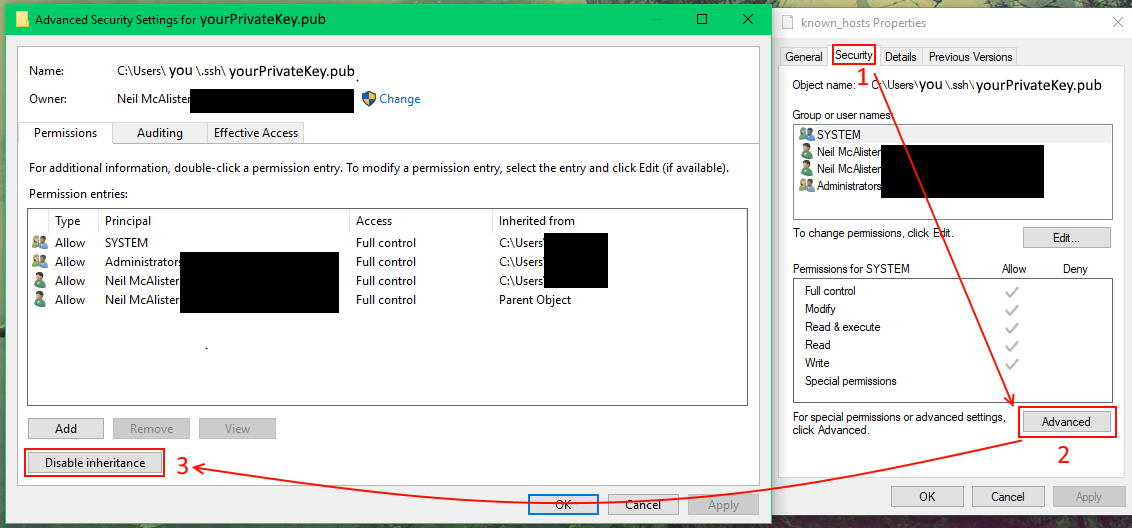 Advanced Security Settings for yourPrivateKey.pub
Name: C:\Users\ you \.ssh\ yourPrivateKey.pub
Owner: Neil McAlister Change
Permissions Auditing Effective Access
For additional information, double-click a permission entry. To modify a permission entry, select the entry and click Edit (if available).
Permission entries:
Type Principal Access Inherited from
Allow SYSTEM Full control C:\Users\
Allow Administrators Full control C:\Users\
Allow Neil McAlister Full control C:\Users\
Allow Neil McAlister Full control Parent Object
Add Remove View
Disable inheritance 3
OK Cancel Apply
known_hosts Properties
General Security Details Previous Versions
1
Object name: C:\Users\you\.ssh\yourPrivateKey.pub
Group or user names:
SYSTEM
Neil McAlister
Neil McAlister
Administrators
To change permissions, click Edit.
Edit...
Permissions for SYSTEM Allow Deny
Full control
Modify
Read & execute
Read
Write
Special permissions
For special permissions or advanced settings,
click Advanced.
Advanced
2
OK Cancel Apply